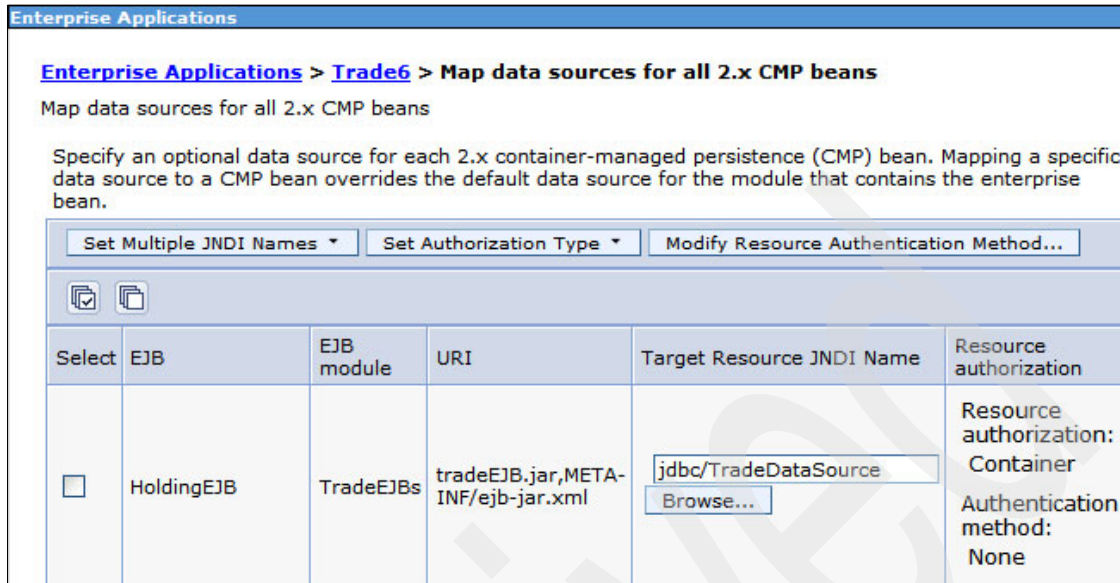 Enterprise Applications
Enterprise Applications > Trade6 > Map data sources for all 2.x CMP beans
Map data sources for all 2.x CMP beans
Specify an optional data source for each 2.x container-managed persistence (CMP) bean. Mapping a specific
data source to a CMP bean overrides the default data source for the module that contains the enterprise
bean.
Set Multiple JNDI Names Set Authorization Type Modify Resource Authentication Method...
Select EJB EJB module URI Target Resource JNDI Name Resource authorization
HoldingEJB TradeEJBs
tradeEJB.jar,META-
INF/ejb-jar.xml
jdbc/TradeDataSource
Browse...
Resource
authorization:
Container
Authentication
method:
None